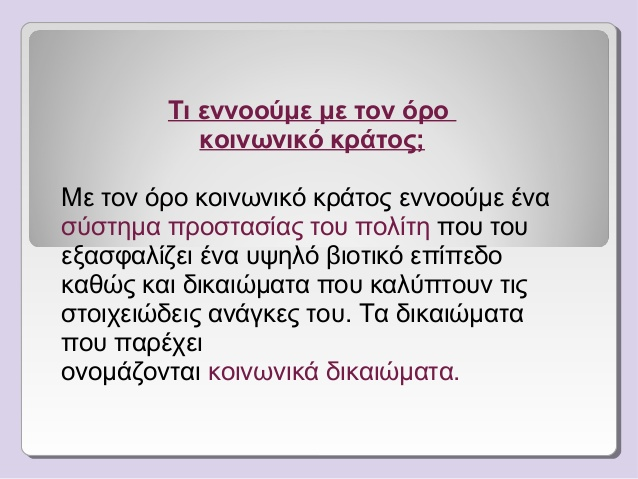 Τι εννοούμε με τον όρο
κοινωνικό κράτος;
Με τον όρο κοινωνικό κράτος εννοούμε ένα
σύστημα προστασίας του πολίτη που του
εξασφαλίζει ένα υψηλό βιοτικό επίπεδο
καθώς και δικαιώματα που καλύπτουν τις
στοιχειώδεις ανάγκες του. Τα δικαιώματα
που παρέχει
ονομάζονται κοινωνικά δικαιώματα.